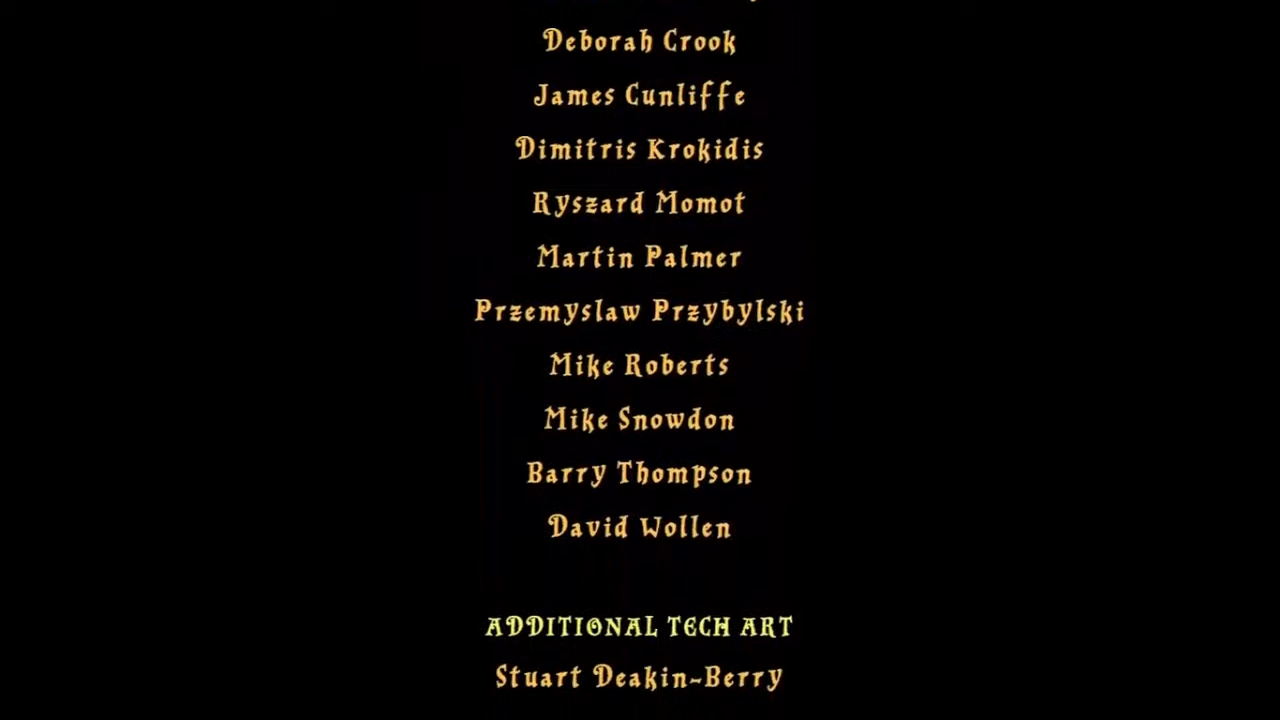 Deborah Crook
James Cunliffe
Dimitris Krokidis
Ryszard Momot
Martin Palmer
Przemyslaw Przybylski
Mike Roberts
Mike Snowdon
Barry Thompson
David Wollen
ADDITIONAL TECH ART
Stuart Deakin-Berry